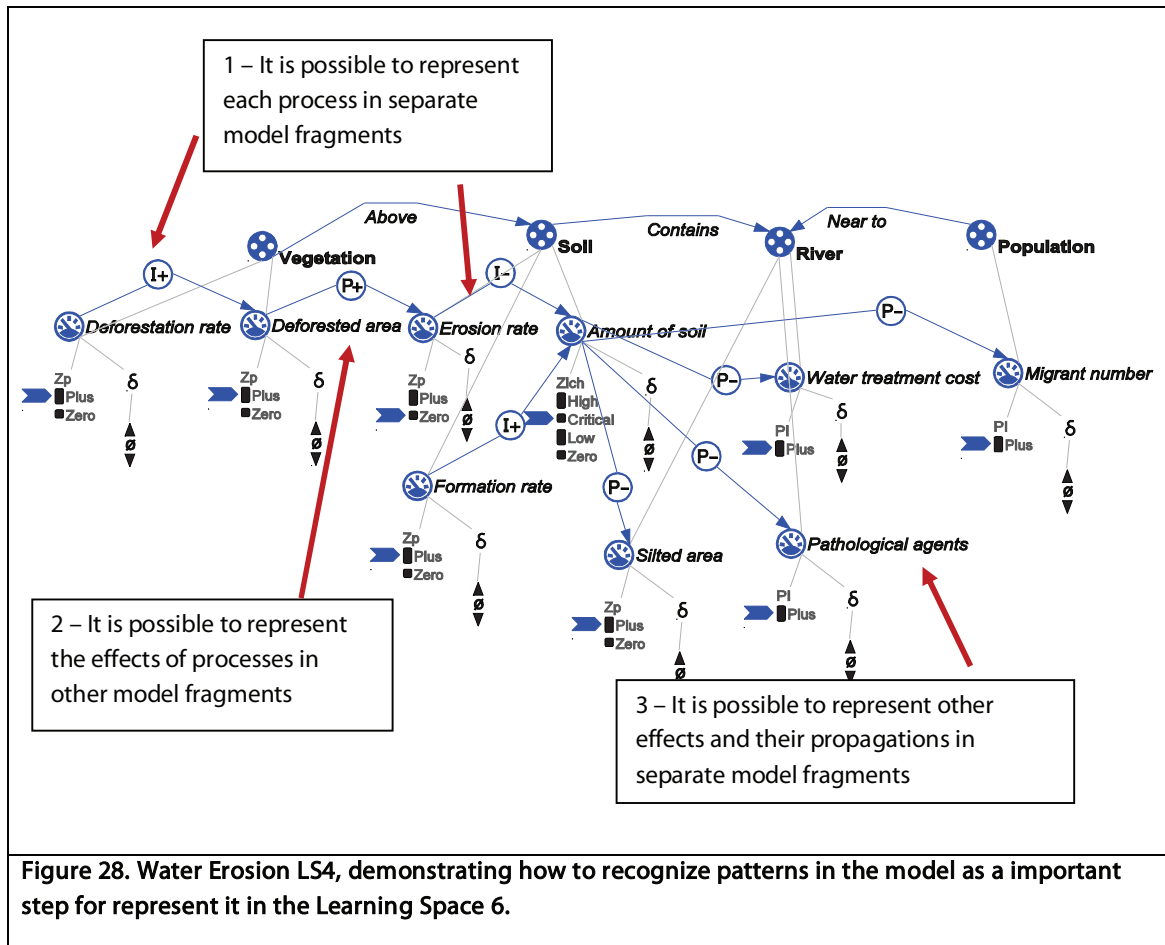 1 – It is possible to represent
each process in separate
model fragments
Above
Soil
Contains
Near to
Vegetation
River
Population
I+
P+
I-
P-
Deforestation rate
Deforested area
Erosion rate
Amount of soil
Water treatment cost
Migrant number
Zp
Plus
Zero
δ
ø
Zp
Plus
Zero
δ
ø
Zp
Plus
Zero
δ
ø
Zlch
High
Critical
Low
Zero
δ
ø
P-
Pl
Plus
δ
ø
Pl
Plus
δ
ø
I+
P-
P-
Formation rate
Zp
Plus
Zero
δ
ø
Silted area
Zp
Plus
Zero
δ
ø
Pathological agents
Pl
Plus
δ
ø
2 – It is possible to represent
the effects of processes in
other model fragments
3 – It is possible to represent other
effects and their propagations in
separate model fragments
Figure 28. Water Erosion LS4, demonstrating how to recognize patterns in the model as a important
step for represent it in the Learning Space 6.